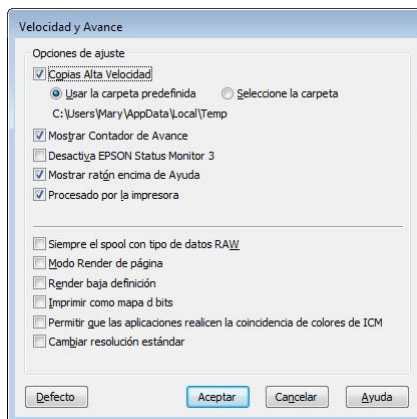 Velocidad y Avance
Opciones de ajuste
Copias Alta Velocidad
Usar la carpeta predefinida Seleccione la carpeta
C:\Users\Mary\AppData\Local\Temp
Mostrar Contador de Avance
Desactiva EPSON Status Monitor 3
Mostrar ratón encima de Ayuda
Procesado por la impresora
Siempre el spool con tipo de datos RAW
Modo Render de página
Render baja definición
Imprimir como mapa d bits
Permitir que las aplicaciones realicen la coincidencia de colores de ICM
Cambiar resolución estándar
Defecto Aceptar Cancelar Ayuda